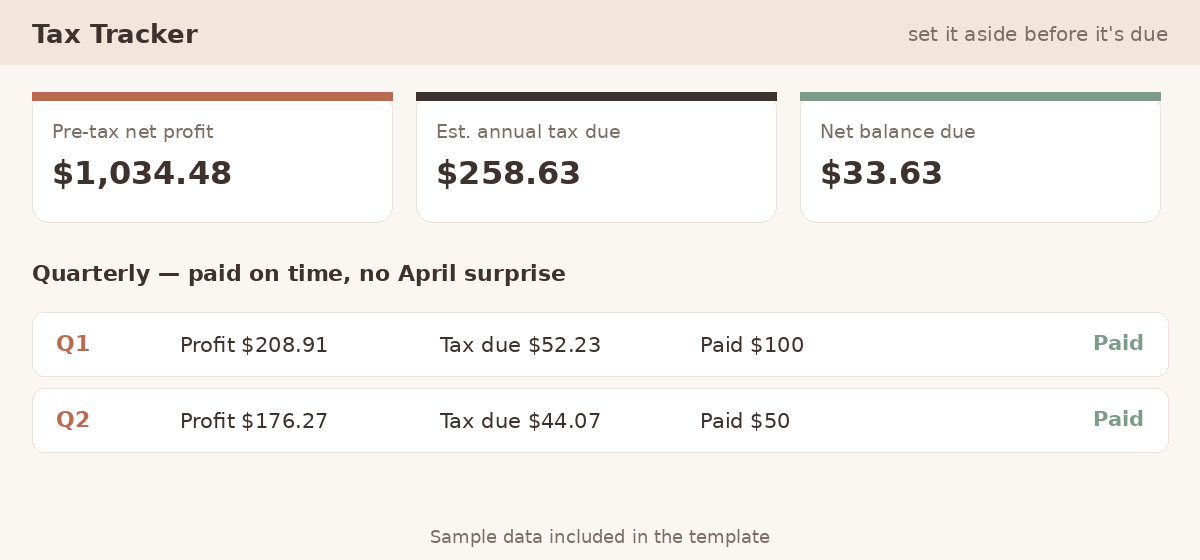 Tax Tracker
set it aside before it's due
Pre-tax net profit
$1,034.48
Est. annual tax due
$258.63
Net balance due
$33.63
Quarterly — paid on time, no April surprise
Q1 Profit $208.91 Tax due $52.23 Paid $100 Paid
Q2 Profit $176.27 Tax due $44.07 Paid $50 Paid
Sample data included in the template